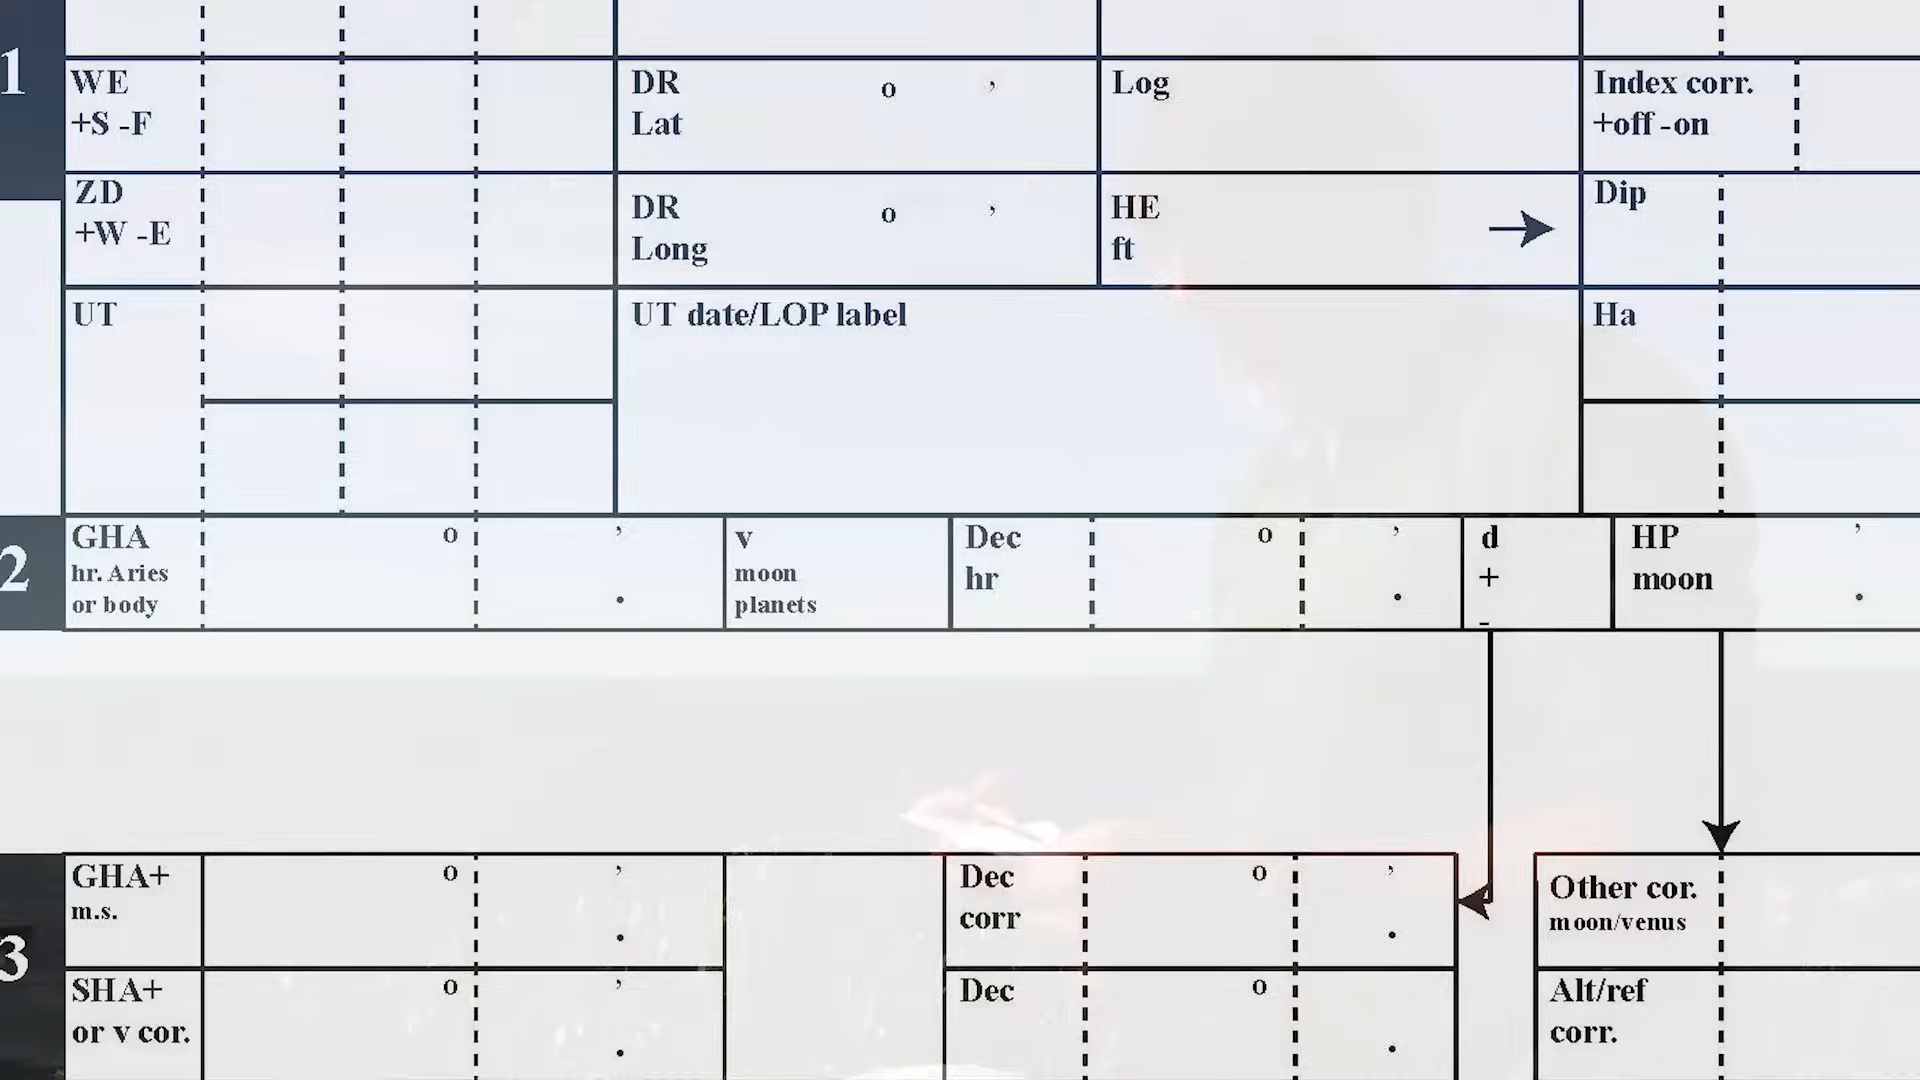 1
WE
+S -F
DR
Lat
o ’
Log
Index corr.
+off -on
ZD
+W -E
DR
Long
o ’
HE
ft
Dip
UT
UT date/LOP label
Ha
2
GHA
hr. Aries
or body
o ’
.
v
moon
planets
Dec
hr
o ’
.
d
+
-
HP
moon
’
.
3
GHA+
m.s.
o ’
.
Dec
corr
o ’
.
Other cor.
moon/venus
SHA+
or v cor.
o ’
.
Dec
o
.
Alt/ref
corr.